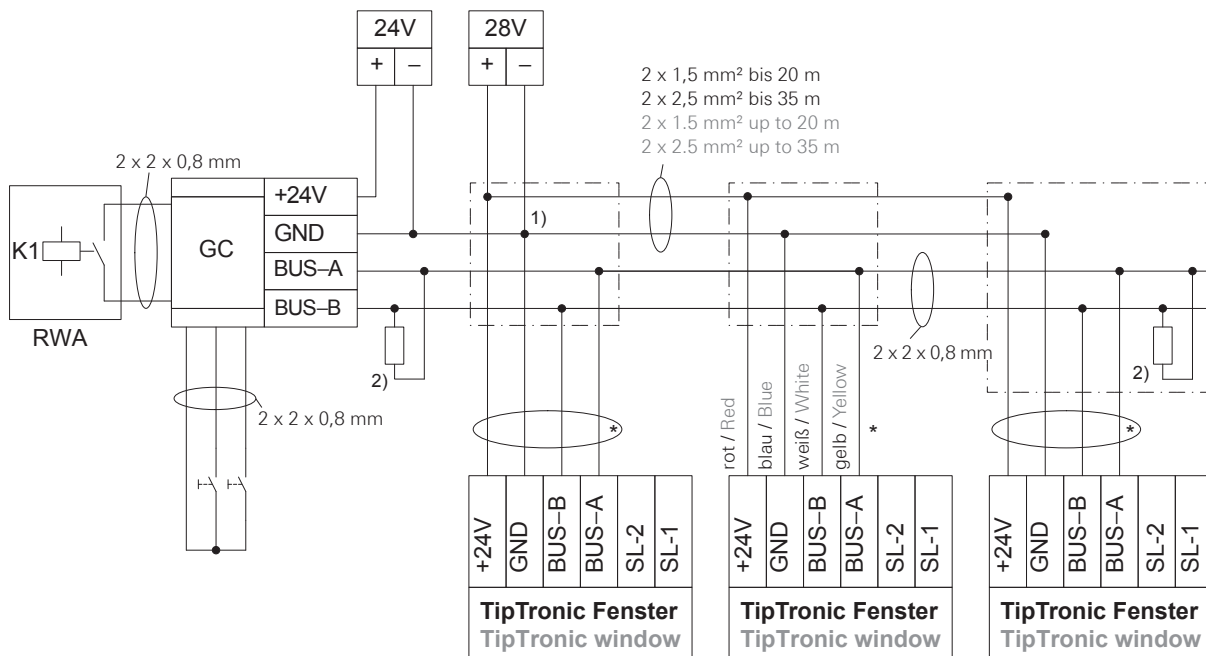 24V
+ –
28V
+ –
2 x 1,5 mm² bis 20 m
2 x 2,5 mm² bis 35 m
2 x 1.5 mm² up to 20 m
2 x 2.5 mm² up to 35 m
2 x 2 x 0,8 mm
K1
RWA
GC
+24V
GND
BUS–A
BUS–B
1)
2)
2 x 2 x 0,8 mm
2)
2 x 2 x 0,8 mm
*
rot / Red
blau / Blue
weiß / White
gelb / Yellow
*
*
+24V
GND
BUS–B
BUS–A
SL-2
SL-1
TipTronic Fenster
TipTronic window
+24V
GND
BUS–B
BUS–A
SL-2
SL-1
TipTronic Fenster
TipTronic window
+24V
GND
BUS–B
BUS–A
SL-2
SL-1
TipTronic Fenster
TipTronic window